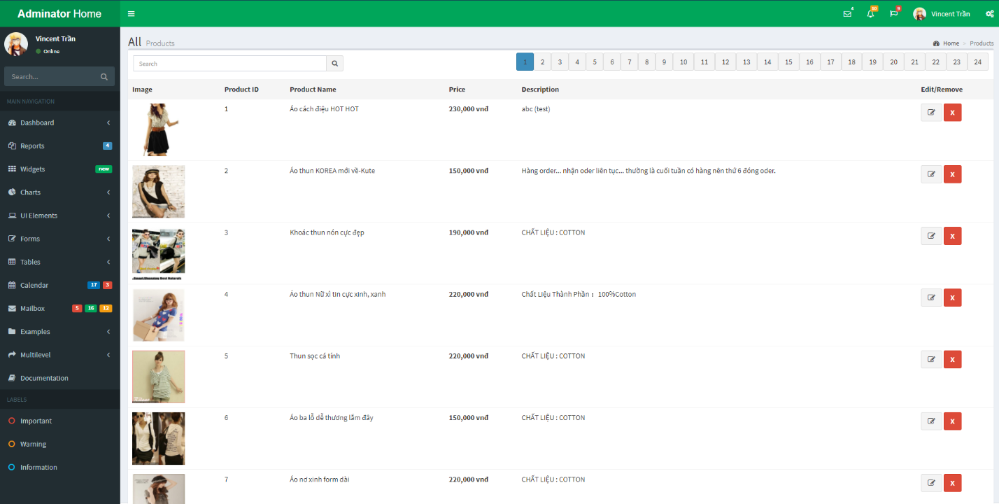 Adminator Home
4
10
9
Vincent Trần
Vincent Trần
Online
Search...
MAIN NAVIGATION
Dashboard
Reports 4
Widgets new
Charts
UI Elements
Forms
Tables
Calendar 17 3
Mailbox 5 16 12
Examples
Multilevel
Documentation
LABELS
Important
Warning
Information
All Products
Home > Products
Search
1 2 3 4 5 6 7 8 9 10 11 12 13 14 15 16 17 18 19 20 21 22 23 24
Image Product ID Product Name Price Description Edit/Remove
1 Áo cách điệu HOT HOT 230,000 vnđ abc (test) X
2 Áo thun KOREA mới về-Kute 150,000 vnđ Hàng order... nhận oder liên tục... thường là cuối tuần có hàng nên thứ 6 đóng oder. X
3 Khoác thun nón cực đẹp 190,000 vnđ CHẤT LIỆU : COTTON X
4 Áo thun Nữ xì tin cực xinh, xanh 220,000 vnđ Chất Liệu Thành Phần ： 100%Cotton X
5 Thun sọc cá tính 220,000 vnđ CHẤT LIỆU : COTTON X
6 Áo ba lỗ dễ thương lắm đây 150,000 vnđ CHẤT LIỆU : COTTON X
7 Áo nơ xinh form dài 220,000 vnđ CHẤT LIỆU : COTTON X